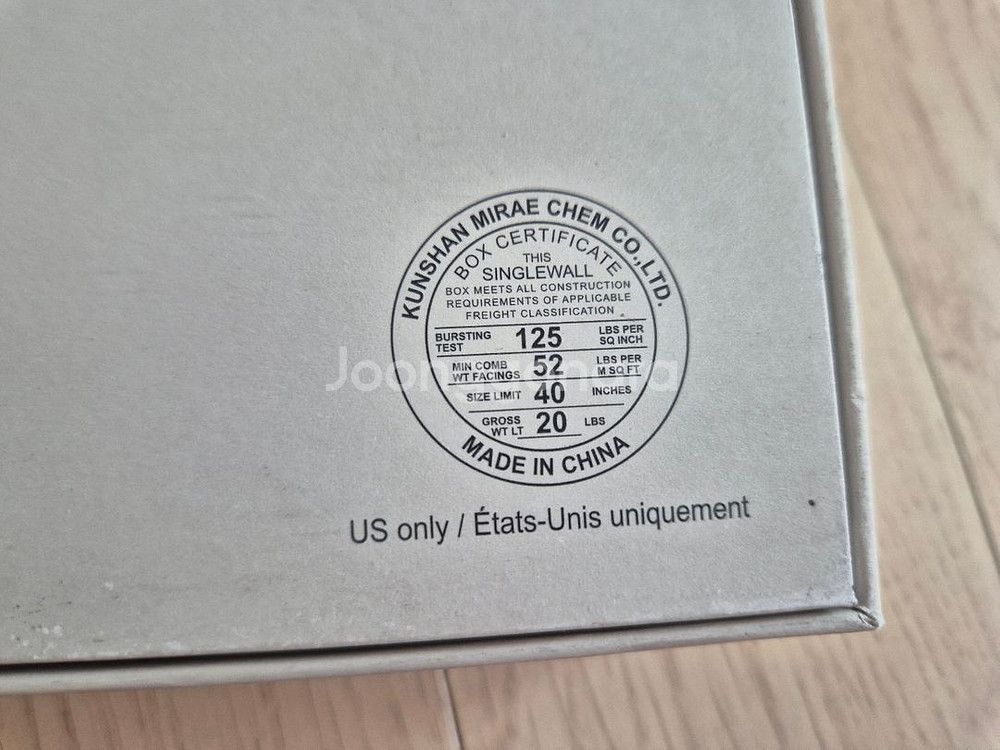 KUNSHAN MIRAE CHEM CO.,LTD.
BOX CERTIFICATE
THIS
SINGLEWALL
BOX MEETS ALL CONSTRUCTION
REQUIREMENTS OF APPLICABLE
FREIGHT CLASSIFICATION
BURSTING TEST 125 LBS PER SQ INCH
MIN COMB WT FACINGS 52 LBS PER M SQ FT
SIZE LIMIT 40 INCHES
GROSS WT LT 20 LBS
MADE IN CHINA
US only / États-Unis uniquement